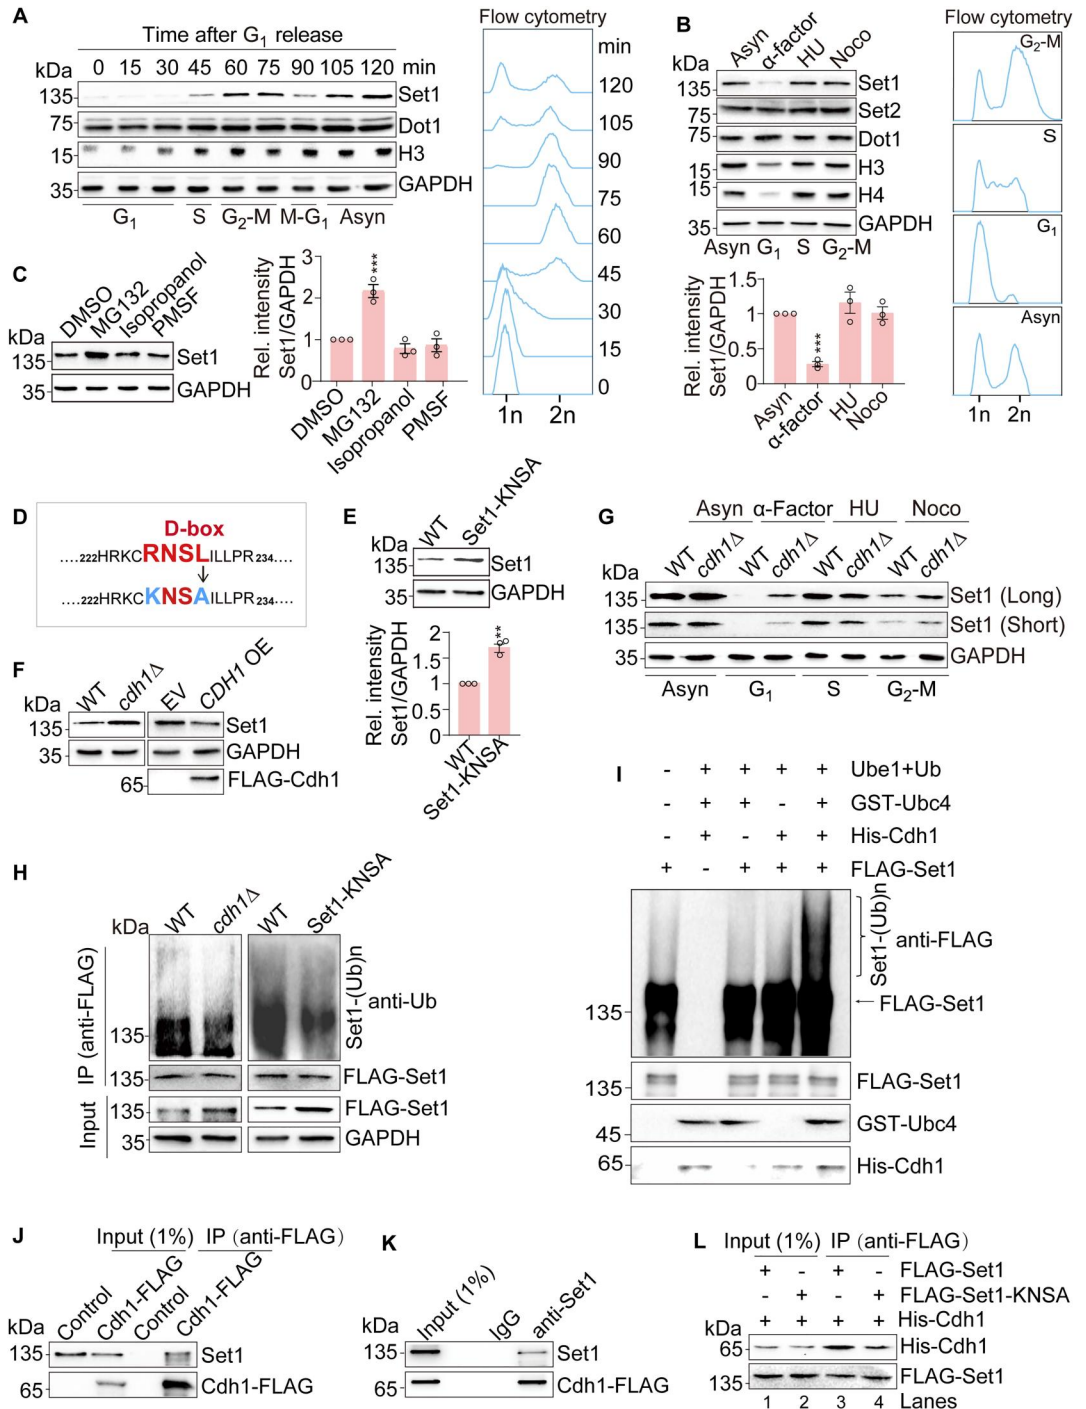 A
Time after G1 release
kDa 0 15 30 45 60 75 90 105 120 min
135 Set1
75 Dot1
15 H3
35 GAPDH
G1 S G2-M M-G1 Asyn
Flow cytometry
min
120
105
90
75
60
45
30
15
0
1n 2n
B
Asyn α-factor HU Noco
kDa
135 Set1
75 Set2
75 Dot1
15 H3
15 H4
35 GAPDH
Asyn G1 S G2-M
Rel. intensity
Set1/GAPDH
1.5
1
0.5
0
***
Asyn α-factor HU Noco
Flow cytometry
G2-M
S
G1
Asyn
1n 2n
C
DMSO MG132 Isopropanol PMSF
kDa
135 Set1
35 GAPDH
Rel. intensity
Set1/GAPDH
3
2
1
0
***
DMSO MG132 Isopropanol PMSF
D
D-box
....222HRKCRNSLILLPR234....
....222HRKCKNSAILLPR234....
E
WT Set1-KNSA
kDa
135 Set1
35 GAPDH
Rel. intensity
Set1/GAPDH
2
1.5
1
0.5
0
**
WT Set1-KNSA
F
WT cdh1Δ EV CDH1 OE
135 Set1
35 GAPDH
65 FLAG-Cdh1
G
Asyn α-Factor HU Noco
WT cdh1Δ WT cdh1Δ WT cdh1Δ WT cdh1Δ
kDa
135 Set1 (Long)
135 Set1 (Short)
35 GAPDH
Asyn G1 S G2-M
H
kDa WT cdh1Δ WT Set1-KNSA
IP (anti-FLAG)
135
Set1-(Ub)n
anti-Ub
135 FLAG-Set1
Input
135 FLAG-Set1
35 GAPDH
I
- + + + + Ube1+Ub
- + + - + GST-Ubc4
- + - + + His-Cdh1
+ - + + + FLAG-Set1
Set1-(Ub)n
anti-FLAG
135 ← FLAG-Set1
135 FLAG-Set1
45 GST-Ubc4
65 His-Cdh1
J
Input (1%) IP (anti-FLAG)
Control Cdh1-FLAG Control Cdh1-FLAG
kDa
135 Set1
65 Cdh1-FLAG
K
Input (1%) IgG anti-Set1
kDa
135 Set1
65 Cdh1-FLAG
L
Input (1%) IP (anti-FLAG)
+ - + - FLAG-Set1
- + - + FLAG-Set1-KNSA
+ + + + His-Cdh1
kDa
65 His-Cdh1
135 FLAG-Set1
1 2 3 4 Lanes